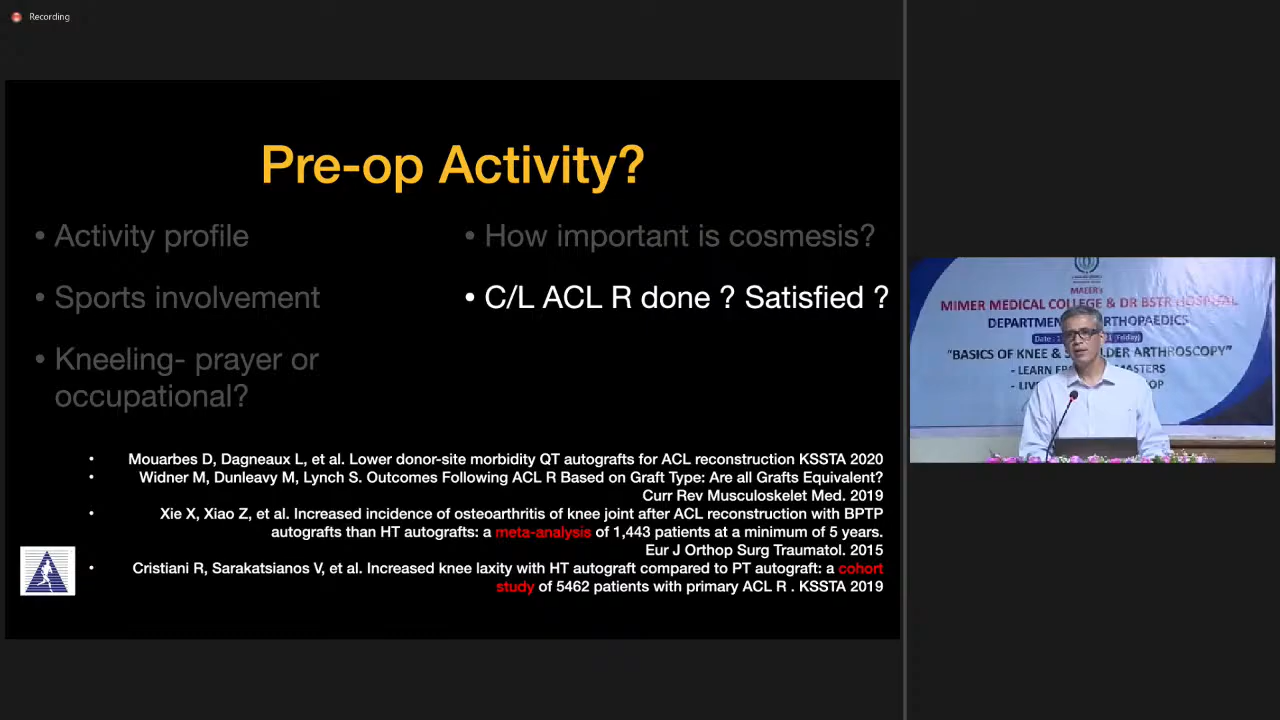 Recording
Pre-op Activity?
• Activity profile
• Sports involvement
• Kneeling- prayer or
occupational?
• How important is cosmesis?
• C/L ACL R done ? Satisfied ?
• Mouarbes D, Dagneaux L, et al. Lower donor-site morbidity QT autografts for ACL reconstruction KSSTA 2020
• Widner M, Dunleavy M, Lynch S. Outcomes Following ACL R Based on Graft Type: Are all Grafts Equivalent?
Curr Rev Musculoskelet Med. 2019
• Xie X, Xiao Z, et al. Increased incidence of osteoarthritis of knee joint after ACL reconstruction with BPTP
autografts than HT autografts: a meta-analysis of 1,443 patients at a minimum of 5 years.
Eur J Orthop Surg Traumatol. 2015
• Cristiani R, Sarakatsianos V, et al. Increased knee laxity with HT autograft compared to PT autograft: a cohort
study of 5462 patients with primary ACL R . KSSTA 2019
MAEER's
MIMER MEDICAL COLLEGE & DR BSTR HOSPITAL
DEPARTMENT ORTHOPAEDICS
Date : Friday)
"BASICS OF KNEE & ARTHROSCOPY"
- LEARN MASTERS